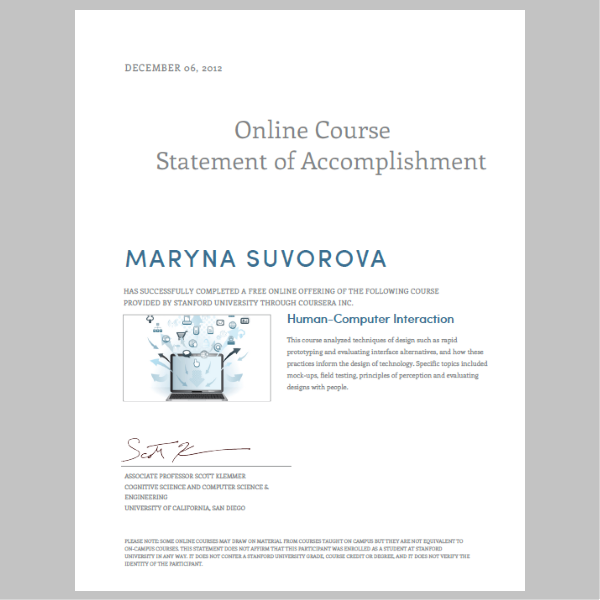 DECEMBER 06, 2012
Online Course
Statement of Accomplishment
MARYNA SUVOROVA
HAS SUCCESSFULLY COMPLETED A FREE ONLINE OFFERING OF THE FOLLOWING COURSE
PROVIDED BY STANFORD UNIVERSITY THROUGH COURSERA INC.
Human-Computer Interaction
This course analyzed techniques of design such as rapid
prototyping and evaluating interface alternatives, and how these
practices inform the design of technology. Specific topics included
mock-ups, field testing, principles of perception and evaluating
designs with people.
Scott K
ASSOCIATE PROFESSOR SCOTT KLEMMER
COGNITIVE SCIENCE AND COMPUTER SCIENCE &
ENGINEERING
UNIVERSITY OF CALIFORNIA, SAN DIEGO
PLEASE NOTE: SOME ONLINE COURSES MAY DRAW ON MATERIAL FROM COURSES TAUGHT ON CAMPUS BUT THEY ARE NOT EQUIVALENT TO
ON-CAMPUS COURSES. THIS STATEMENT DOES NOT AFFIRM THAT THIS PARTICIPANT WAS ENROLLED AS A STUDENT AT STANFORD
UNIVERSITY IN ANY WAY. IT DOES NOT CONFER A STANFORD UNIVERSITY GRADE, COURSE CREDIT OR DEGREE, AND IT DOES NOT VERIFY THE
IDENTITY OF THE PARTICIPANT.